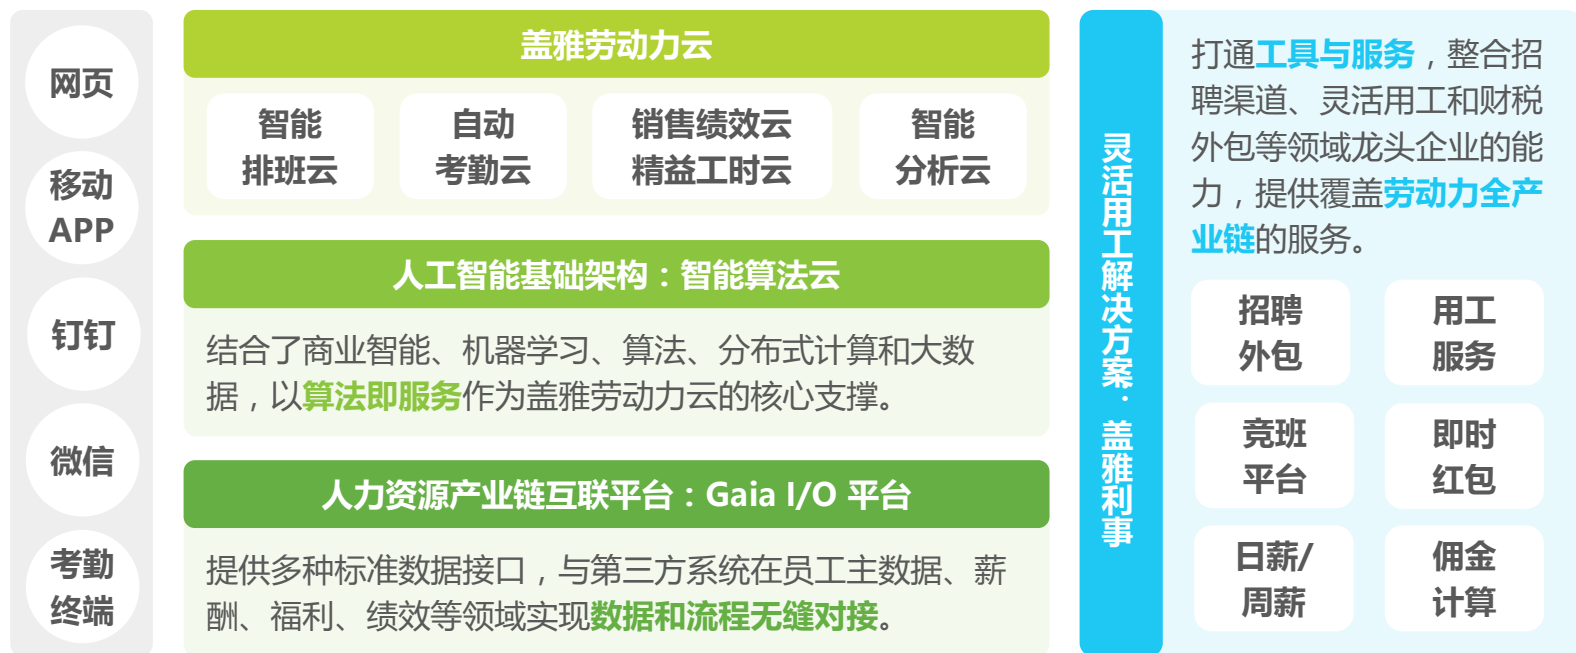 网页
移动
APP
钉钉
微信
考勤
终端
盖雅劳动力云
智能
排班云
自动
考勤云
销售绩效云
精益工时云
智能
分析云
人工智能基础架构：智能算法云
结合了商业智能、机器学习、算法、分布式计算和大数
据，以算法即服务作为盖雅劳动力云的核心支撑。
人力资源产业链互联平台：Gaia I/O 平台
提供多种标准数据接口，与第三方系统在员工主数据、薪
酬、福利、绩效等领域实现数据和流程无缝对接。
灵活用工解决方案：盖雅利事
打通工具与服务，整合招
聘渠道、灵活用工和财税
外包等领域龙头企业的能
力，提供覆盖劳动力全产
业链的服务。
招聘
外包
用工
服务
竞班
平台
即时
红包
日薪/
周薪
佣金
计算